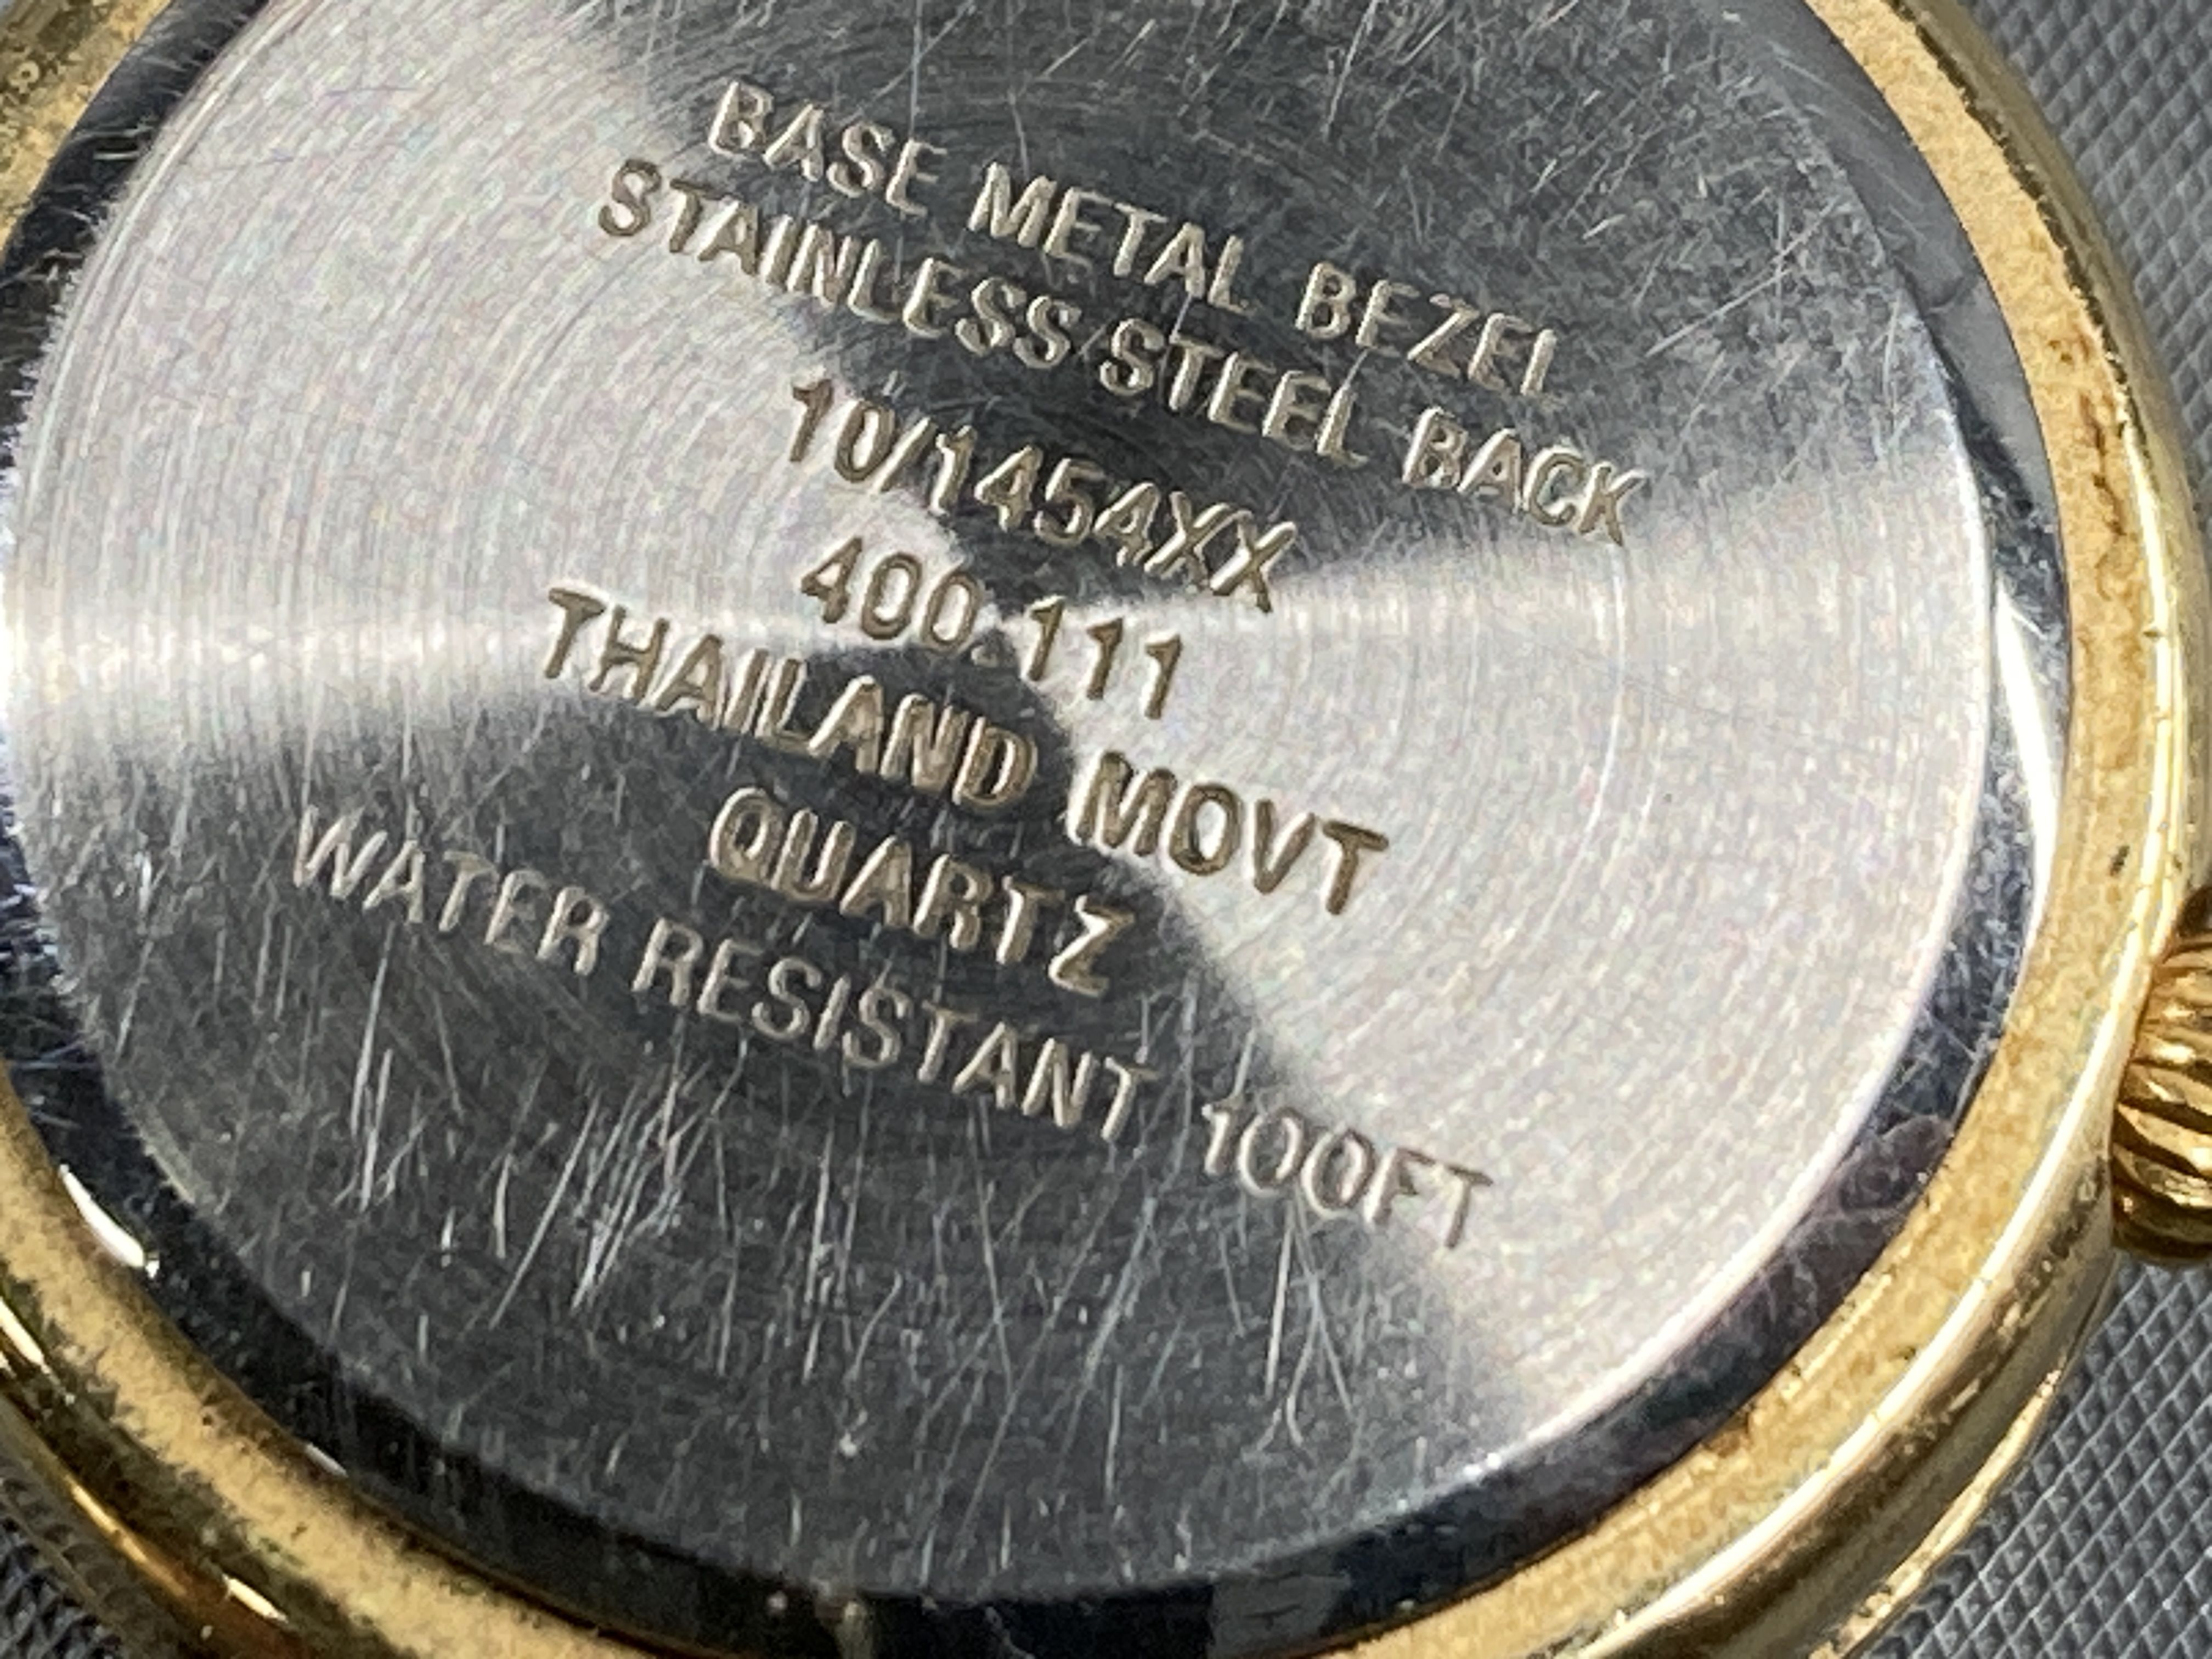 BASE METAL BEZEL
STAINLESS STEEL BACK
10/1454XX
400.111
THAILAND MOVT
QUARTZ
WATER RESISTANT 100FT